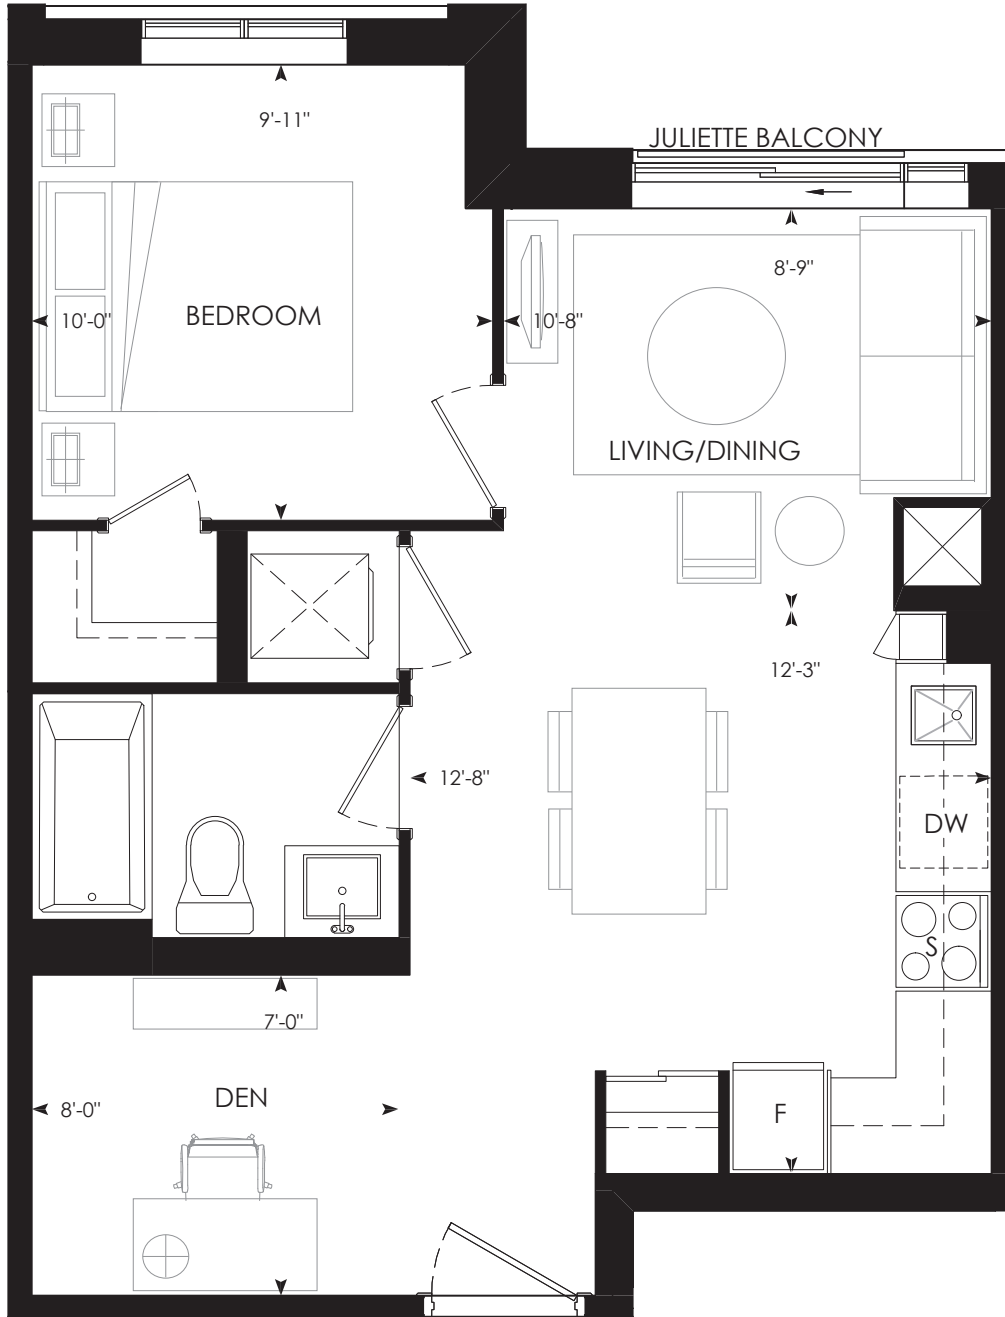 9'-11"
JULIETTE BALCONY
8'-9"
10'-0"
BEDROOM
10'-8"
LIVING/DINING
12'-3"
12'-8"
DW
S
7'-0"
DEN
8'-0"
F